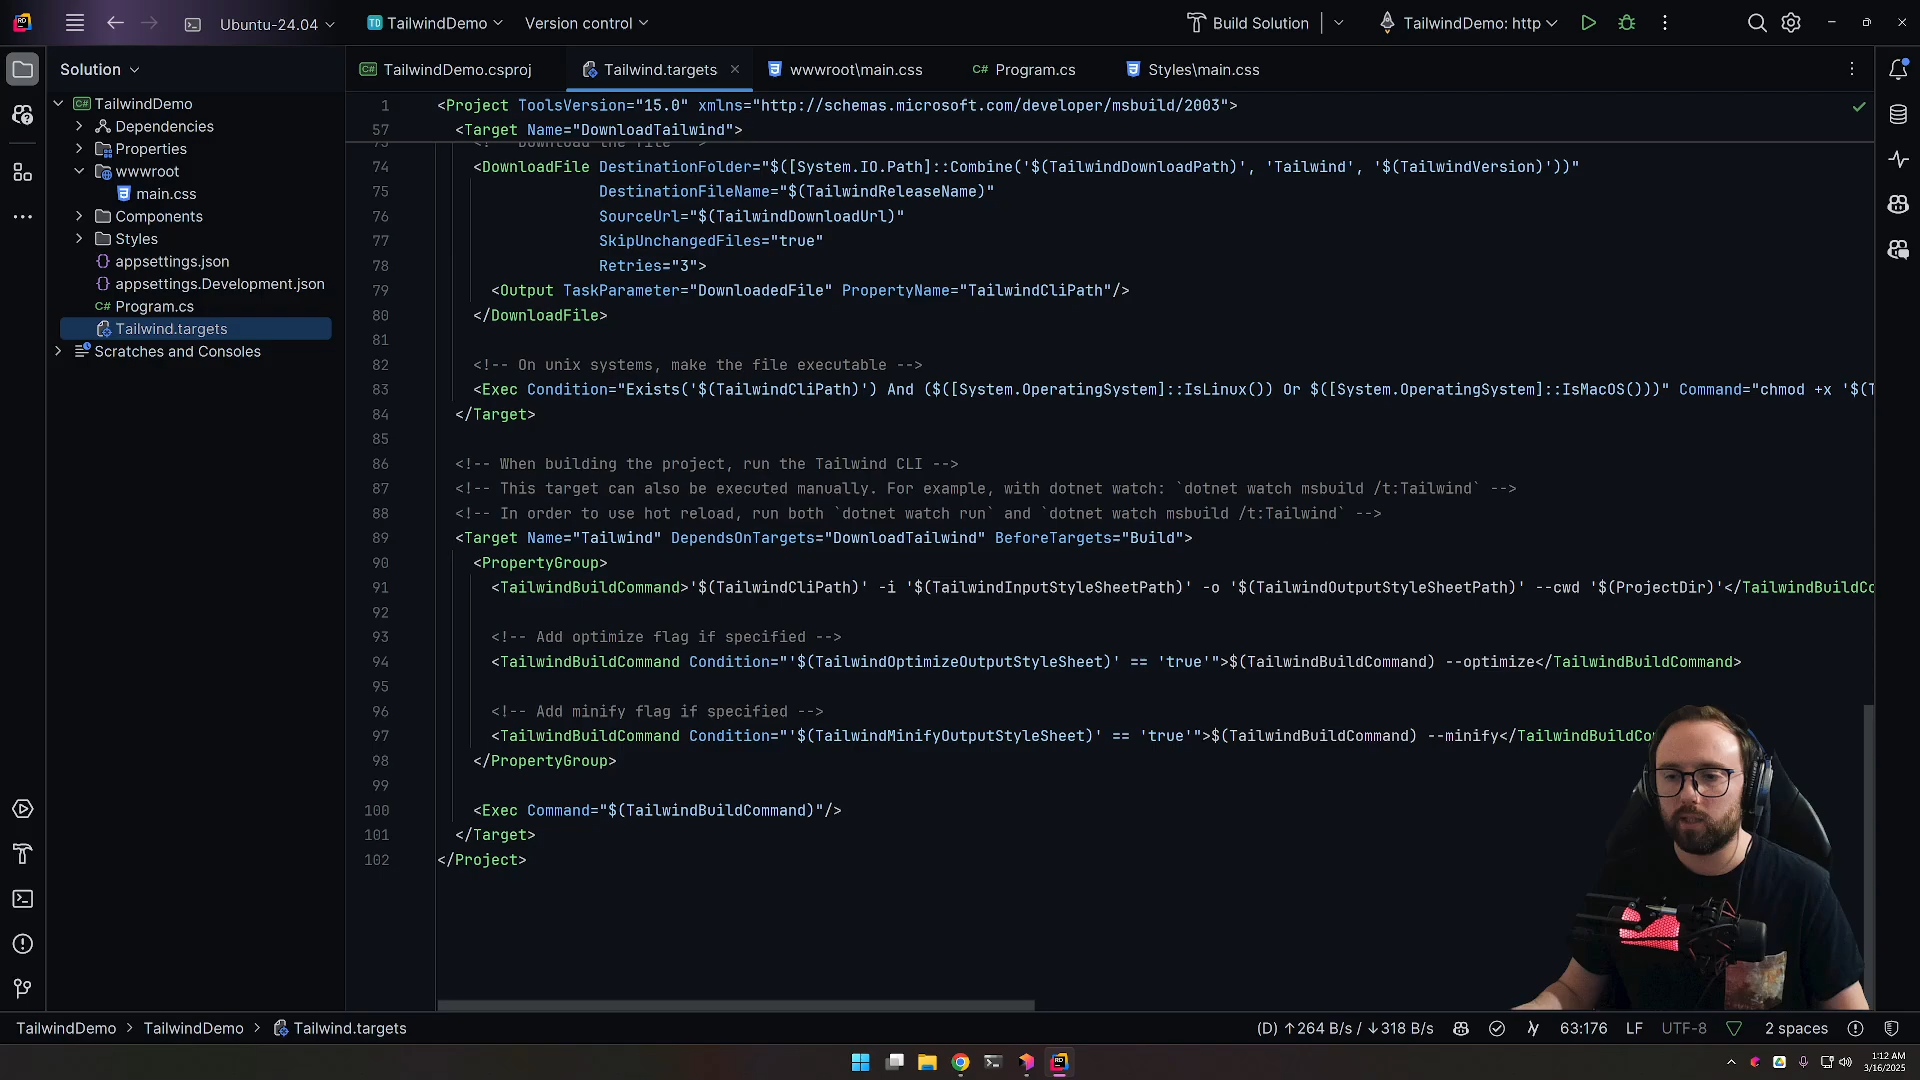 Ubuntu-24.04
TD TailwindDemo
Version control
Build Solution
TailwindDemo: http
Solution
C# TailwindDemo.csproj
Tailwind.targets
wwwroot\main.css
C# Program.cs
Styles\main.css
C# TailwindDemo
Dependencies
Properties
wwwroot
main.css
Components
Styles
appsettings.json
appsettings.Development.json
C# Program.cs
Tailwind.targets
Scratches and Consoles
1 <Project ToolsVersion="15.0" xmlns="http://schemas.microsoft.com/developer/msbuild/2003">
57 <Target Name="DownloadTailwind">
74 <DownloadFile DestinationFolder="$([System.IO.Path]::Combine('$(TailwindDownloadPath)', 'Tailwind', '$(TailwindVersion)'))"
75 DestinationFileName="$(TailwindReleaseName)"
76 SourceUrl="$(TailwindDownloadUrl)"
77 SkipUnchangedFiles="true"
78 Retries="3">
79 <Output TaskParameter="DownloadedFile" PropertyName="TailwindCliPath"/>
80 </DownloadFile>
81
82 <!-- On unix systems, make the file executable -->
83 <Exec Condition="Exists('$(TailwindCliPath)') And ($([System.OperatingSystem]::IsLinux()) Or $([System.OperatingSystem]::IsMacOS()))" Command="chmod +x '$(T
84 </Target>
85
86 <!-- When building the project, run the Tailwind CLI -->
87 <!-- This target can also be executed manually. For example, with dotnet watch: `dotnet watch msbuild /t:Tailwind` -->
88 <!-- In order to use hot reload, run both `dotnet watch run` and `dotnet watch msbuild /t:Tailwind` -->
89 <Target Name="Tailwind" DependsOnTargets="DownloadTailwind" BeforeTargets="Build">
90 <PropertyGroup>
91 <TailwindBuildCommand>'$(TailwindCliPath)' -i '$(TailwindInputStyleSheetPath)' -o '$(TailwindOutputStyleSheetPath)' --cwd '$(ProjectDir)'</TailwindBuildCo
92
93 <!-- Add optimize flag if specified -->
94 <TailwindBuildCommand Condition="'$(TailwindOptimizeOutputStyleSheet)' == 'true'">$(TailwindBuildCommand) --optimize</TailwindBuildCommand>
95
96 <!-- Add minify flag if specified -->
97 <TailwindBuildCommand Condition="'$(TailwindMinifyOutputStyleSheet)' == 'true'">$(TailwindBuildCommand) --minify</TailwindBuildCo
98 </PropertyGroup>
99
100 <Exec Command="$(TailwindBuildCommand)"/>
101 </Target>
102 </Project>
TailwindDemo > TailwindDemo > Tailwind.targets
(D) ↑264 B/s / ↓318 B/s
63:176
LF
UTF-8
2 spaces
1:12 AM
3/16/2025